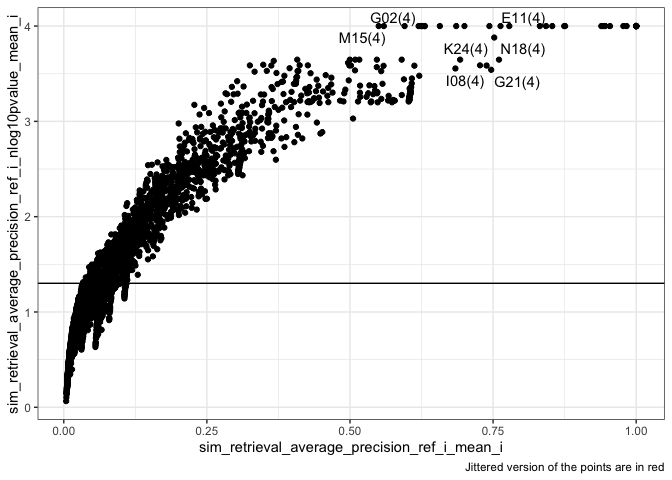 sim_retrieval_average_precision_ref_i_nlog10pvalue_mean_i
4
3
2
1
0
G02(4) E11(4)
M15(4)
K24(4) N18(4)
I08(4) G21(4)
0.00 0.25 0.50 0.75 1.00
sim_retrieval_average_precision_ref_i_mean_i
Jittered version of the points are in red